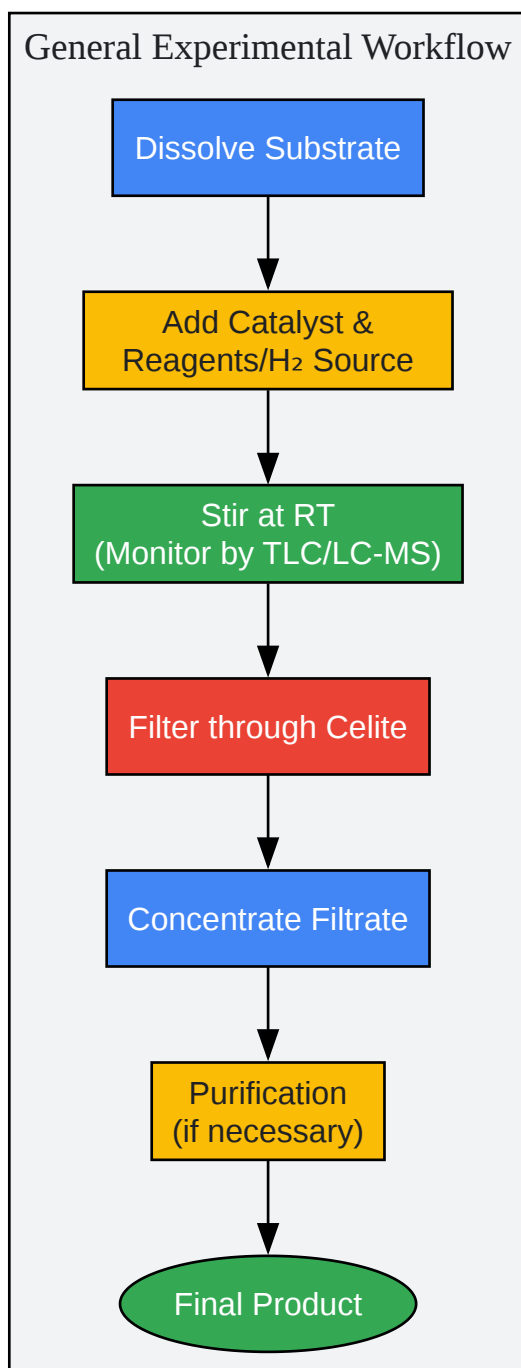 General Experimental Workflow
Dissolve Substrate
Add Catalyst &
Reagents/H₂ Source
Stir at RT
(Monitor by TLC/LC-MS)
Filter through Celite
Concentrate Filtrate
Purification
(if necessary)
Final Product